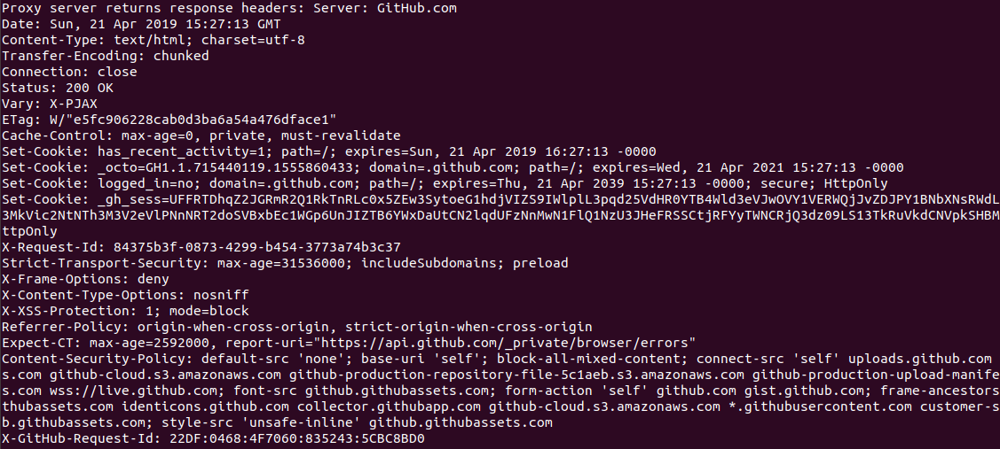 Proxy server returns response headers: Server: GitHub.com
Date: Sun, 21 Apr 2019 15:27:13 GMT
Content-Type: text/html; charset=utf-8
Transfer-Encoding: chunked
Connection: close
Status: 200 OK
Vary: X-PJAX
ETag: W/"e5fc906228cab0d3ba6a54a476dface1"
Cache-Control: max-age=0, private, must-revalidate
Set-Cookie: has_recent_activity=1; path=/; expires=Sun, 21 Apr 2019 16:27:13 -0000
Set-Cookie: _octo=GH1.1.715440119.1555860433; domain=.github.com; path=/; expires=Wed, 21 Apr 2021 15:27:13 -0000
Set-Cookie: logged_in=no; domain=.github.com; path=/; expires=Thu, 21 Apr 2039 15:27:13 -0000; secure; HttpOnly
Set-Cookie: _gh_sess=UFFRTDhqZ2JGRmR2Q1RkTnRLc0x5ZEw3SytoeG1hdjVIZS9IWlplL3pqd25VdHR0YTB4Wld3eVJwOVY1VERWQjJvZDJPY1BNbXNsRWdL
3MkVic2NtNTh3M3V2eVlPNnNRT2doSVBxbEc1WGp6UnJIZTB6YWxDaUtCN2lqdUFzNnMwN1FlQ1NzU3JHeFRSSCtjRFYyTWNCRjQ3dz09LS13TkRuVkdCNVpkSHBM
ttpOnly
X-Request-Id: 84375b3f-0873-4299-b454-3773a74b3c37
Strict-Transport-Security: max-age=31536000; includeSubdomains; preload
X-Frame-Options: deny
X-Content-Type-Options: nosniff
X-XSS-Protection: 1; mode=block
Referrer-Policy: origin-when-cross-origin, strict-origin-when-cross-origin
Expect-CT: max-age=2592000, report-uri="https://api.github.com/_private/browser/errors"
Content-Security-Policy: default-src 'none'; base-uri 'self'; block-all-mixed-content; connect-src 'self' uploads.github.com
s.com github-cloud.s3.amazonaws.com github-production-repository-file-5c1aeb.s3.amazonaws.com github-production-upload-manife
s.com wss://live.github.com; font-src github.githubassets.com; form-action 'self' github.com gist.github.com; frame-ancestors
thubassets.com identicons.github.com collector.githubapp.com github-cloud.s3.amazonaws.com *.githubusercontent.com customer-s
b.githubassets.com; style-src 'unsafe-inline' github.githubassets.com
X-GitHub-Request-Id: 22DF:0468:4F7060:835243:5CBC8BD0